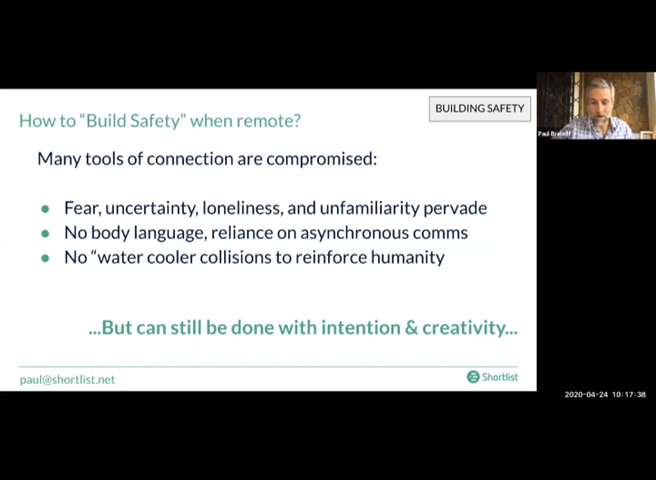 BUILDING SAFETY
How to “Build Safety” when remote?
Many tools of connection are compromised:
● Fear, uncertainty, loneliness, and unfamiliarity pervade
● No body language, reliance on asynchronous comms
● No “water cooler collisions to reinforce humanity
...But can still be done with intention & creativity...
paul@shortlist.net
Shortlist
Paul
2020-04-24 10:17:38